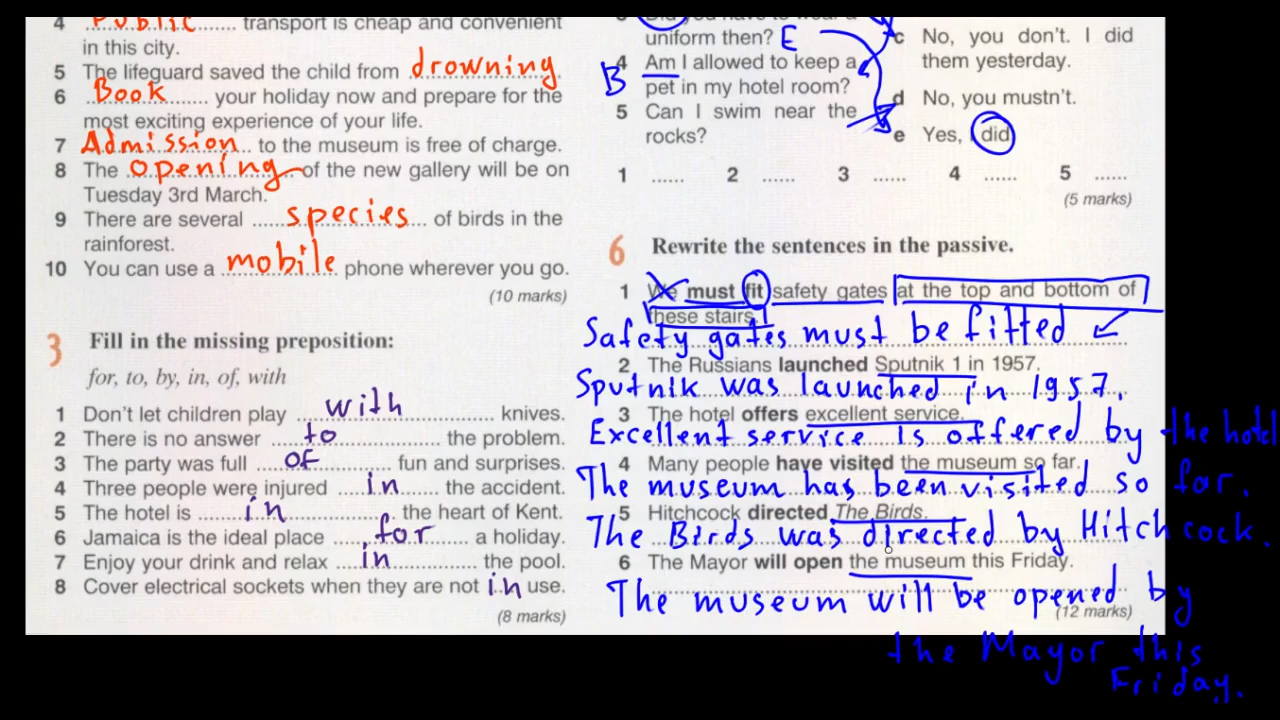 4 Public transport is cheap and convenient
in this city.
5 The lifeguard saved the child from drowning.
6 Book your holiday now and prepare for the
most exciting experience of your life.
7 Admission to the museum is free of charge.
8 The opening of the new gallery will be on
Tuesday 3rd March.
9 There are several species of birds in the
rainforest.
10 You can use a mobile phone wherever you go.
(10 marks)
3 Fill in the missing preposition:
for, to, by, in, of, with
1 Don't let children play with knives.
2 There is no answer to the problem.
3 The party was full of fun and surprises.
4 Three people were injured in the accident.
5 The hotel is in the heart of Kent.
6 Jamaica is the ideal place for a holiday.
7 Enjoy your drink and relax in the pool.
8 Cover electrical sockets when they are not in use.
(8 marks)
3 Did you have to wear a
uniform then? E
4 Am I allowed to keep a
B
pet in my hotel room?
5 Can I swim near the
rocks?
c No, you don't. I did
them yesterday.
d No, you mustn't.
e Yes, I did
1 ...... 2 ...... 3 ...... 4 ...... 5 ......
(5 marks)
6 Rewrite the sentences in the passive.
1 We must fit safety gates at the top and bottom of
these stairs.
Safety gates must be fitted
2 The Russians launched Sputnik 1 in 1957.
Sputnik was launched in 1957.
3 The hotel offers excellent service.
Excellent service is offered by the hotel
4 Many people have visited the museum so far.
The museum has been visited so far.
5 Hitchcock directed The Birds.
The Birds was directed by Hitchcock.
6 The Mayor will open the museum this Friday.
The museum will be opened by
(12 marks)
the Mayor this
Friday.